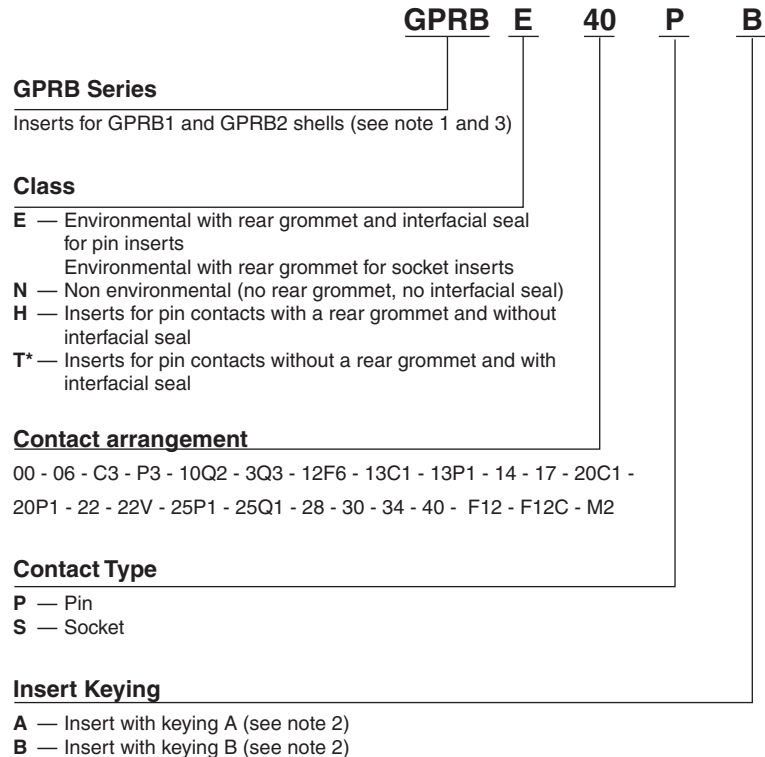 GPRB E 40 P B
GPRB Series
Inserts for GPRB1 and GPRB2 shells (see note 1 and 3)
Class
E — Environmental with rear grommet and interfacial seal
for pin inserts
Environmental with rear grommet for socket inserts
N — Non environmental (no rear grommet, no interfacial seal)
H — Inserts for pin contacts with a rear grommet and without
interfacial seal
T* — Inserts for pin contacts without a rear grommet and with
interfacial seal
Contact arrangement
00 - 06 - C3 - P3 - 10Q2 - 3Q3 - 12F6 - 13C1 - 13P1 - 14 - 17 - 20C1 -
20P1 - 22 - 22V - 25P1 - 25Q1 - 28 - 30 - 34 - 40 - F12 - F12C - M2
Contact Type
P — Pin
S — Socket
Insert Keying
A — Insert with keying A (see note 2)
B — Insert with keying B (see note 2)